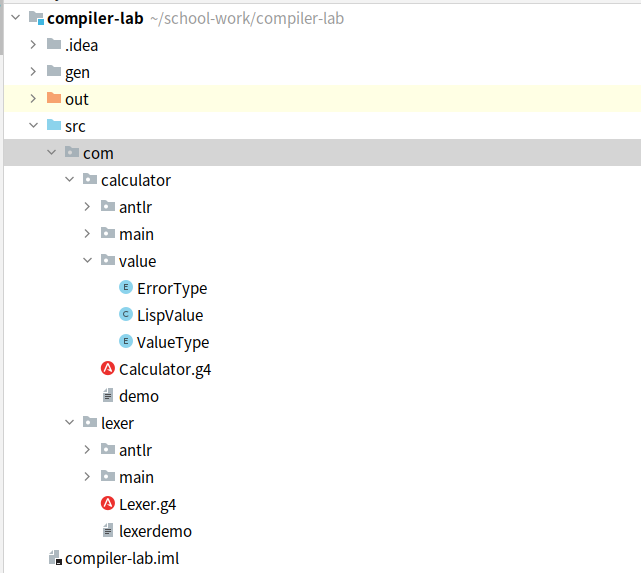 compiler-lab ~/school-work/compiler-lab
.idea
gen
out
src
com
calculator
antlr
main
value
E ErrorType
C LispValue
E ValueType
A Calculator.g4
demo
lexer
antlr
main
A Lexer.g4
lexerdemo
compiler-lab.iml